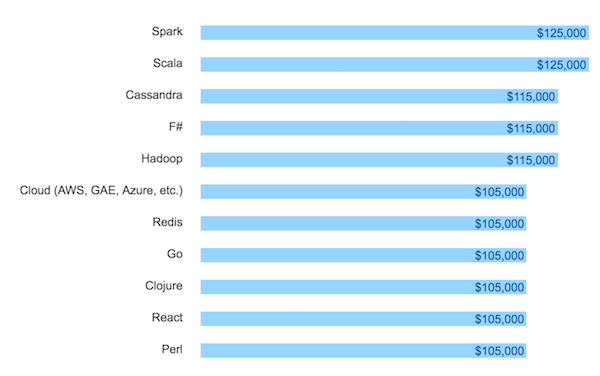 Spark $125,000
Scala $125,000
Cassandra $115,000
F# $115,000
Hadoop $115,000
Cloud (AWS, GAE, Azure, etc.) $105,000
Redis $105,000
Go $105,000
Clojure $105,000
React $105,000
Perl $105,000